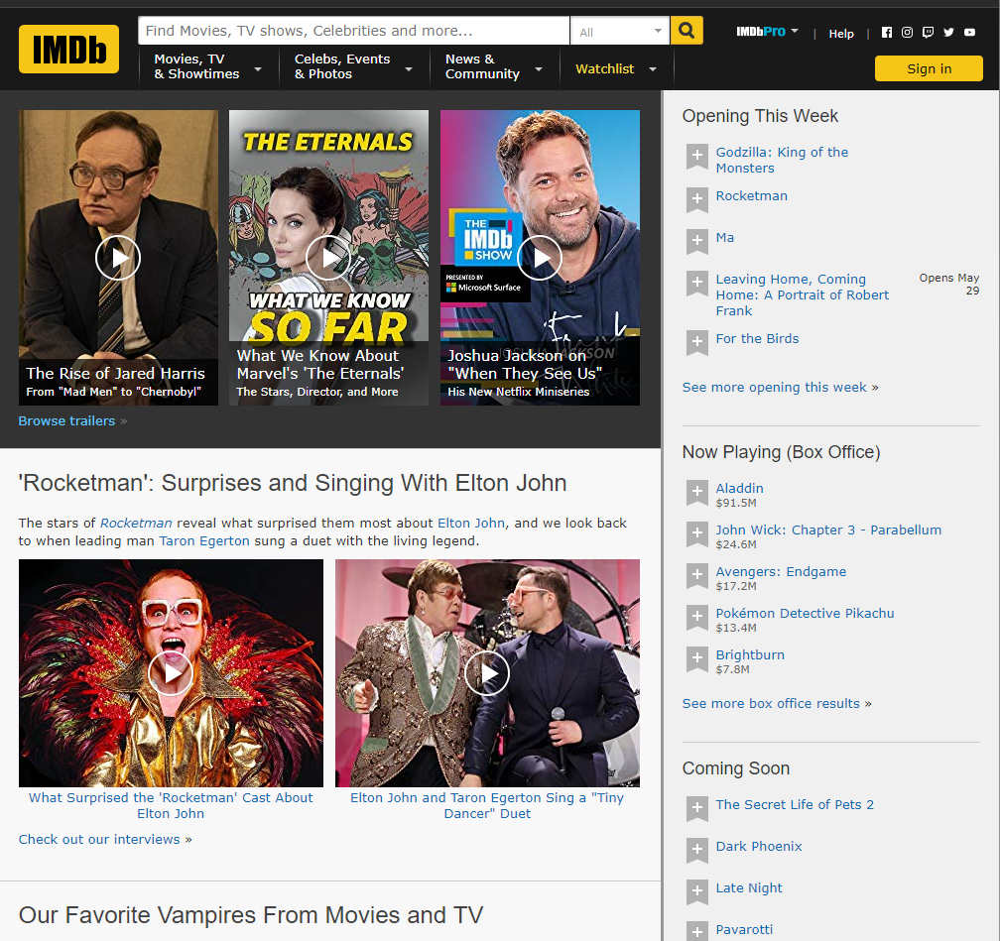 IMDb
Find Movies, TV shows, Celebrities and more...
All
IMDbPro
|
Help
|
Movies, TV
& Showtimes
Celebs, Events
& Photos
News &
Community
Watchlist
Sign in
The Rise of Jared Harris
From "Mad Men" to "Chernobyl"
THE ETERNALS
WHAT WE KNOW
SO FAR
What We Know About
Marvel's 'The Eternals'
The Stars, Director, and More
THE
IMDb
SHOW
PRESENTED BY
Microsoft Surface
JACKSON
Joshua Jackson on
"When They See Us"
His New Netflix Miniseries
Browse trailers »
'Rocketman': Surprises and Singing With Elton John
The stars of Rocketman reveal what surprised them most about Elton John, and we look back
to when leading man Taron Egerton sung a duet with the living legend.
What Surprised the 'Rocketman' Cast About
Elton John
Elton John and Taron Egerton Sing a "Tiny
Dancer" Duet
Check out our interviews »
Our Favorite Vampires From Movies and TV
Opening This Week
Godzilla: King of the
Monsters
Rocketman
Ma
Leaving Home, Coming
Home: A Portrait of Robert
Frank
Opens May
29
For the Birds
See more opening this week »
Now Playing (Box Office)
Aladdin
$91.5M
John Wick: Chapter 3 - Parabellum
$24.6M
Avengers: Endgame
$17.2M
Pokémon Detective Pikachu
$13.4M
Brightburn
$7.8M
See more box office results »
Coming Soon
The Secret Life of Pets 2
Dark Phoenix
Late Night
Pavarotti